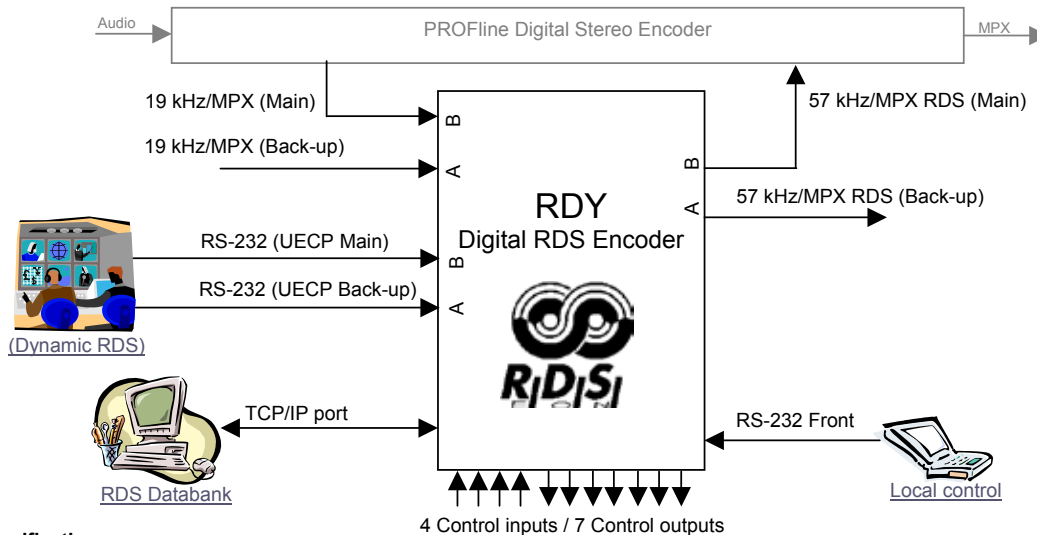 Audio
PROFline Digital Stereo Encoder
MPX
19 kHz/MPX (Main)
57 kHz/MPX RDS (Main)
B
19 kHz/MPX (Back-up)
A
B
A
57 kHz/MPX RDS (Back-up)
RDY
Digital RDS Encoder
RS-232 (UECP Main)
B
RS-232 (UECP Back-up)
A
(Dynamic RDS)
RDS
TCP/IP port
RS-232 Front
RDS Databank
Local control
4 Control inputs / 7 Control outputs